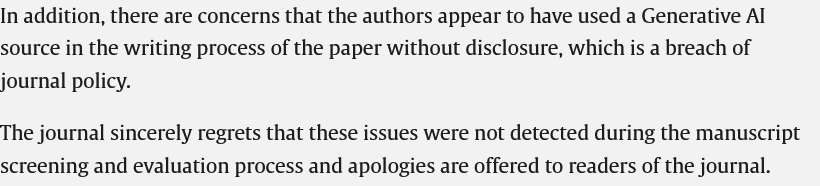 In addition, there are concerns that the authors appear to have used a Generative AI
source in the writing process of the paper without disclosure, which is a breach of
journal policy.
The journal sincerely regrets that these issues were not detected during the manuscript
screening and evaluation process and apologies are offered to readers of the journal.